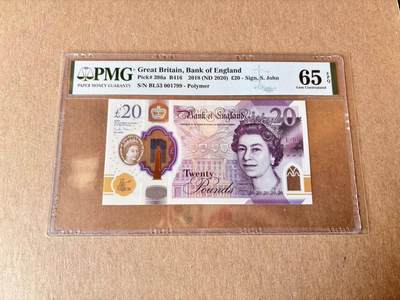 PMG
PAPER MONEY GUARANTY
Great Britain, Bank of England
Pick# 396a B416 2018 (ND 2020) £20 - Sign. S. John
S/N BL53 001799 - Polymer
65 EPQ
Gem Uncirculated
£20
Bank of England
20
Twenty
Pounds